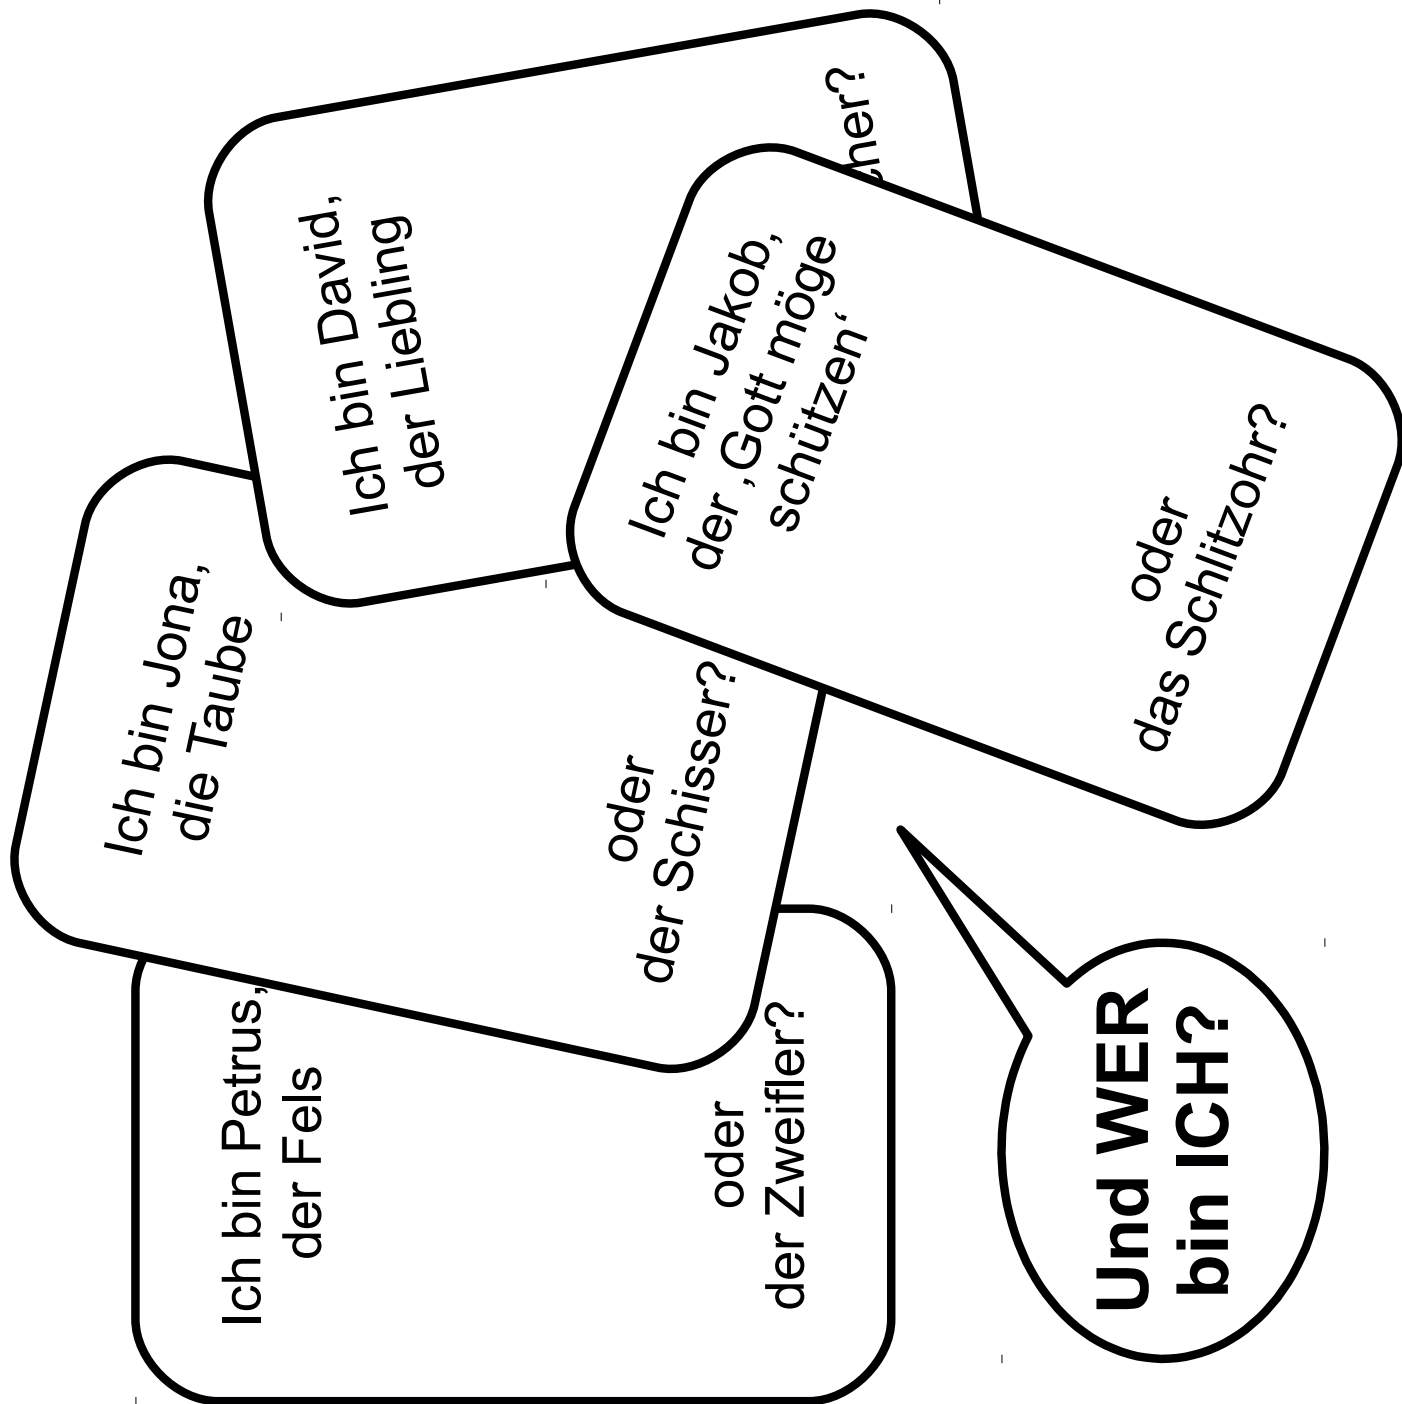 Ich bin Petrus,
der Fels
oder
der Zweifler?
Ich bin Jona,
die Taube
oder
der Schisser?
Ich bin David,
der Liebling
Ich bin Jakob,
der ‚Gott möge
schützen‘
oder
das Schlitzohr?
Und WER
bin ICH?